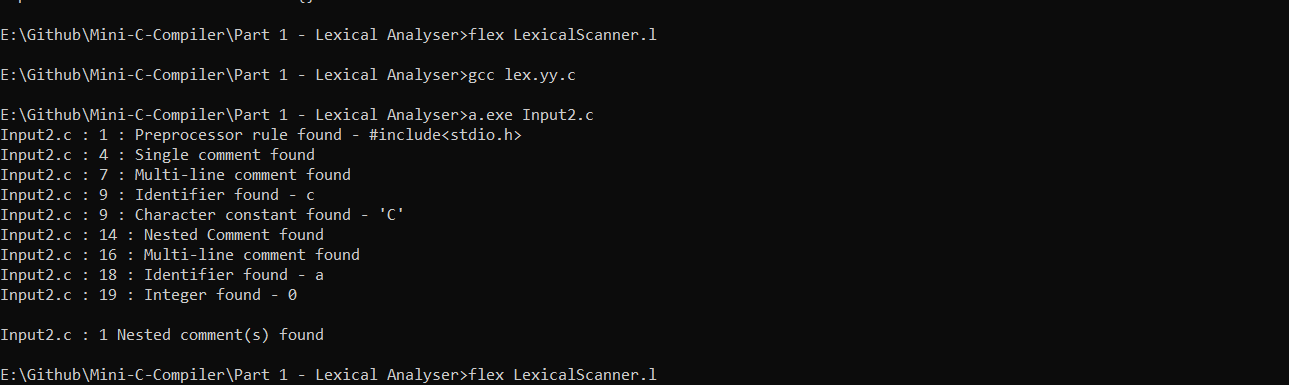 E:\Github\Mini-C-Compiler\Part 1 - Lexical Analyser>flex LexicalScanner.l
E:\Github\Mini-C-Compiler\Part 1 - Lexical Analyser>gcc lex.yy.c
E:\Github\Mini-C-Compiler\Part 1 - Lexical Analyser>a.exe Input2.c
Input2.c : 1 : Preprocessor rule found - #include<stdio.h>
Input2.c : 4 : Single comment found
Input2.c : 7 : Multi-line comment found
Input2.c : 9 : Identifier found - c
Input2.c : 9 : Character constant found - 'C'
Input2.c : 14 : Nested Comment found
Input2.c : 16 : Multi-line comment found
Input2.c : 18 : Identifier found - a
Input2.c : 19 : Integer found - 0
Input2.c : 1 Nested comment(s) found
E:\Github\Mini-C-Compiler\Part 1 - Lexical Analyser>flex LexicalScanner.l